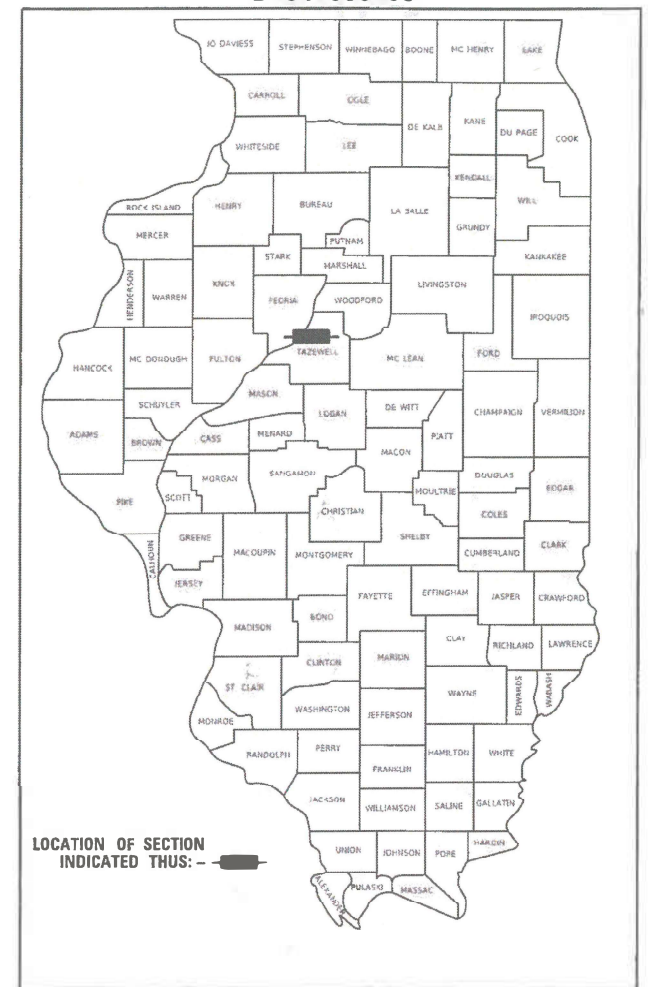 JO DAVIESS STEPHENSON WINNEBAGO BOONE MC HENRY LAKE
CARROLL OGLE DE KALB KANE DU PAGE COOK
WHITESIDE LEE
KENDALL WILL
ROCK ISLAND HENRY BUREAU LA SALLE GRUNDY
MERCER PUTNAM
STARK MARSHALL KANKAKEE
HENDERSON WARREN KNOX PEORIA WOODFORD LIVINGSTON IROQUOIS
HANCOCK MC DONOUGH FULTON TAZEWELL MC LEAN FORD
MASON
SCHUYLER LOGAN DE WITT CHAMPAIGN VERMILION
ADAMS BROWN CASS MENARD PIATT
MACON
PIKE SCOTT MORGAN SANGAMON MOULTRIE DOUGLAS EDGAR
CHRISTIAN COLES
CALHOUN GREENE MACOUPIN MONTGOMERY SHELBY CUMBERLAND CLARK
JERSEY
FAYETTE EFFINGHAM JASPER CRAWFORD
MADISON BOND
CLAY RICHLAND LAWRENCE
ST CLAIR CLINTON MARION
WAYNE EDWARDS WABASH
MONROE WASHINGTON JEFFERSON
RANDOLPH PERRY HAMILTON WHITE
FRANKLIN
JACKSON WILLIAMSON SALINE GALLATIN
LOCATION OF SECTION
INDICATED THUS: –
UNION JOHNSON POPE HARDIN
ALEXANDER PULASKI MASSAC